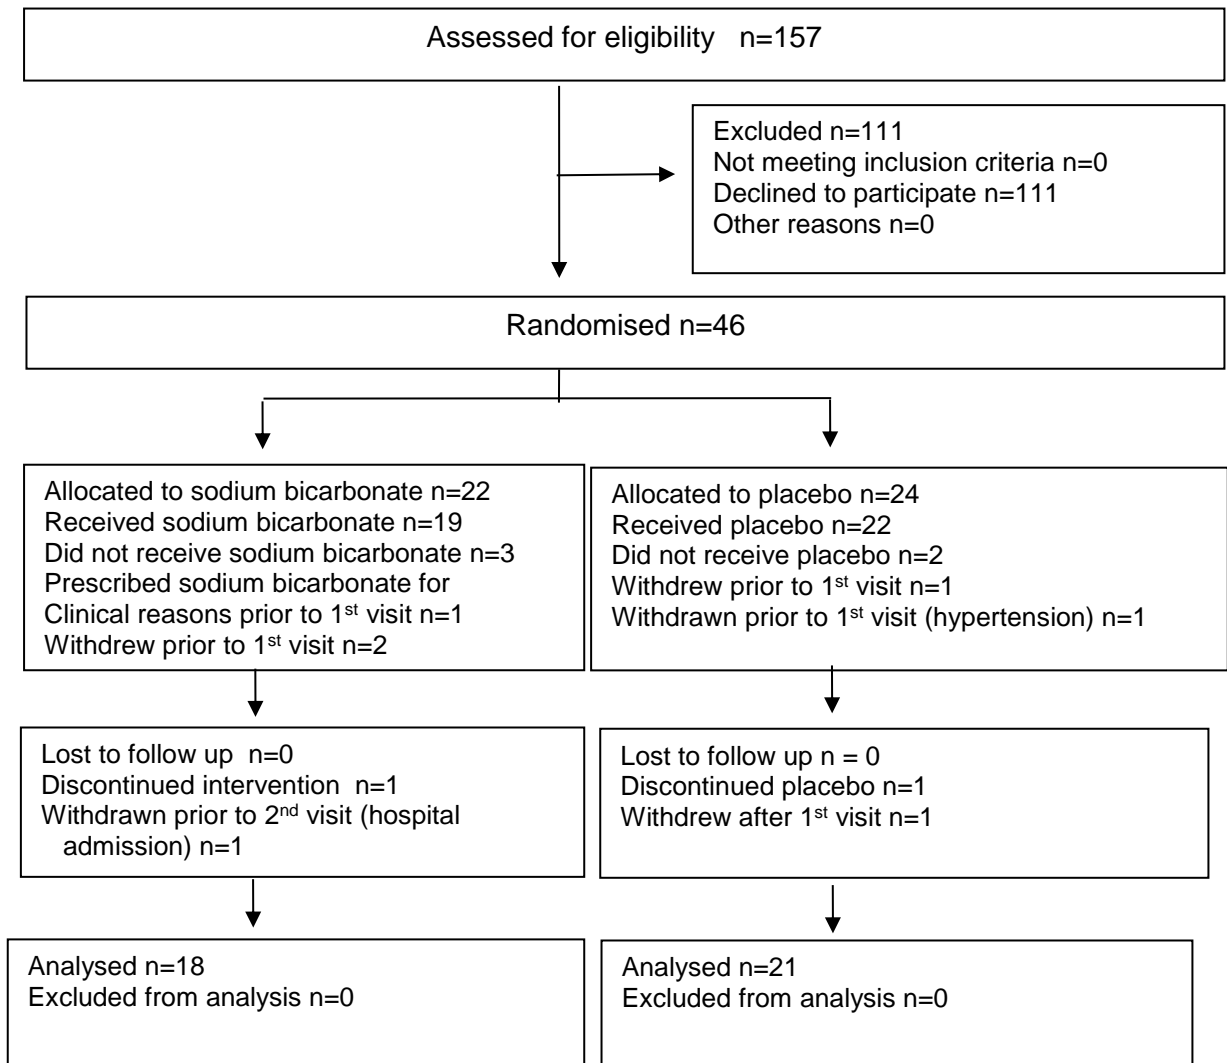 Assessed for eligibility   n=157
Excluded n=111
Not meeting inclusion criteria n=0
Declined to participate n=111
Other reasons n=0
Randomised n=46
Allocated to sodium bicarbonate n=22
Received sodium bicarbonate n=19
Did not receive sodium bicarbonate n=3
Prescribed sodium bicarbonate for
Clinical reasons prior to 1st visit n=1
Withdrew prior to 1st visit n=2
Allocated to placebo n=24
Received placebo n=22
Did not receive placebo n=2
Withdrew prior to 1st visit n=1
Withdrawn prior to 1st visit (hypertension) n=1
Lost to follow up  n=0
Discontinued intervention  n=1
Withdrawn prior to 2nd visit (hospital
admission) n=1
Lost to follow up n = 0
Discontinued placebo n=1
Withdrew after 1st visit n=1
Analysed n=18
Excluded from analysis n=0
Analysed n=21
Excluded from analysis n=0